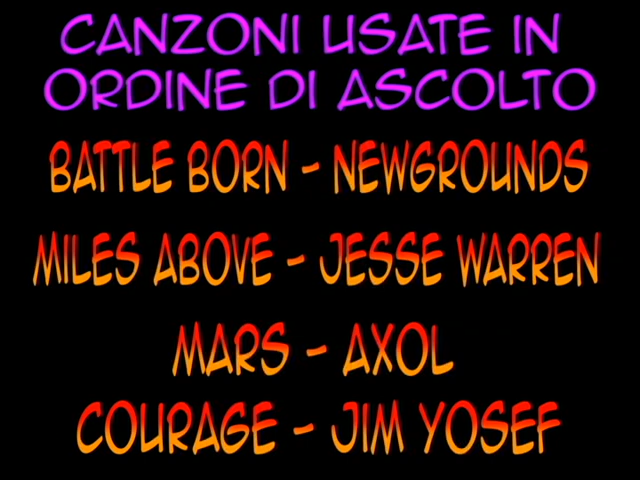 CANZONI USATE IN
ORDINE DI ASCOLTO
BATTLE BORN - NEWGROUNDS
MILES ABOVE - JESSE WARREN
MARS - AXOL
COURAGE - JIM YOSEF